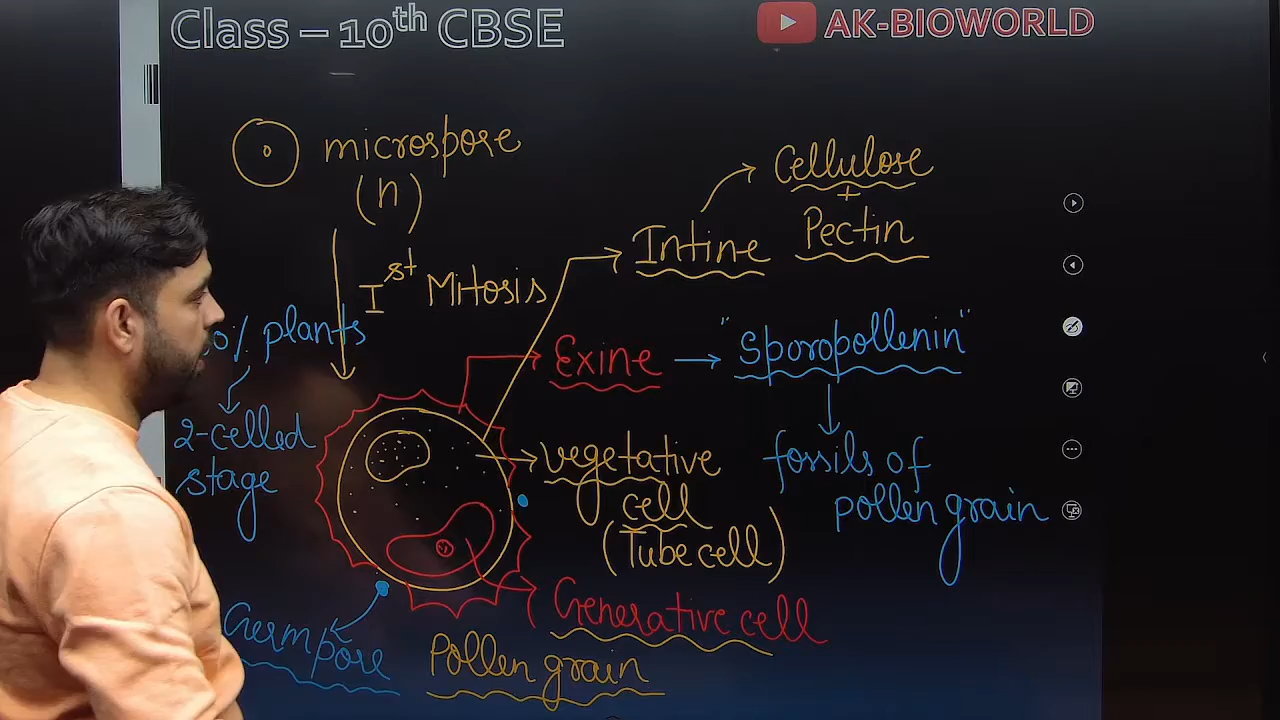 Class – 10th CBSE
AK-BIOWORLD
microspore
(n)
Ist Mitosis
Cellulose
+
Pectin
Intine
Exine
"Sporopollenin"
fossils of
pollen grain
plants
2-celled
stage
vegetative
cell
(Tube cell)
Generative cell
Germpore
Pollen grain